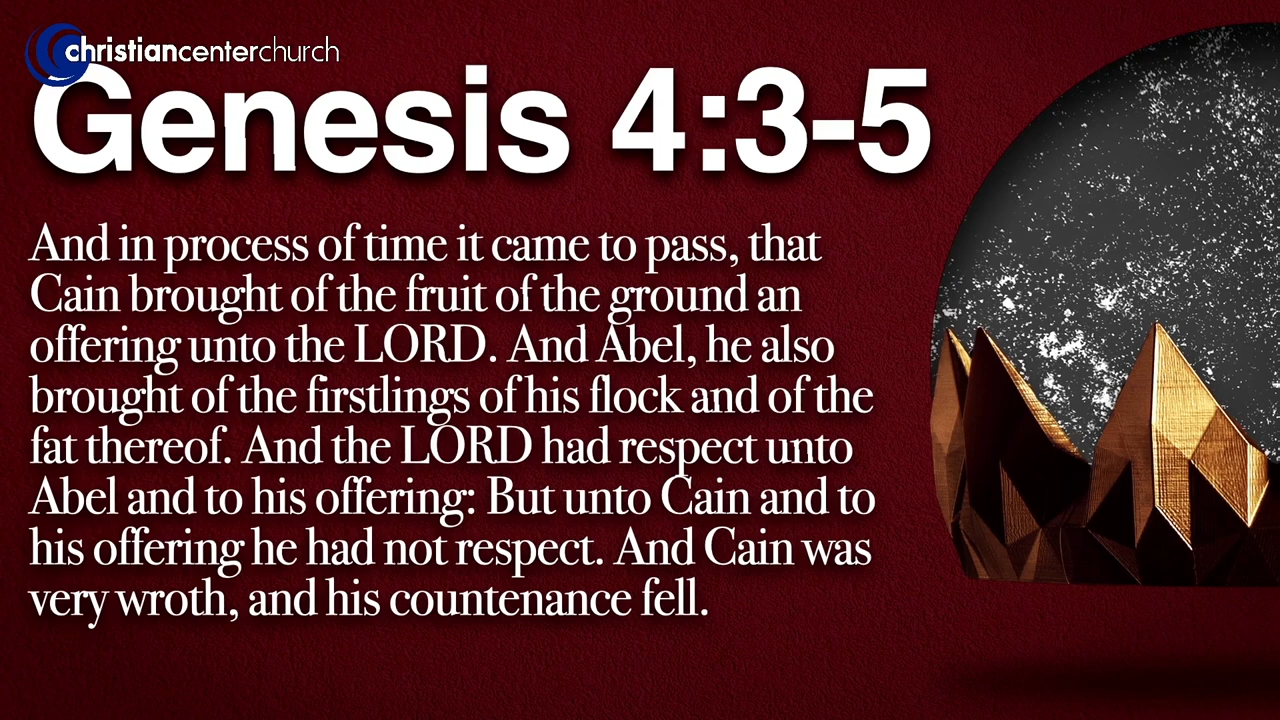 christiancenterchurch
Genesis 4:3-5
And in process of time it came to pass, that
Cain brought of the fruit of the ground an
offering unto the LORD. And Abel, he also
brought of the firstlings of his flock and of the
fat thereof. And the LORD had respect unto
Abel and to his offering: But unto Cain and to
his offering he had not respect. And Cain was
very wroth, and his countenance fell.